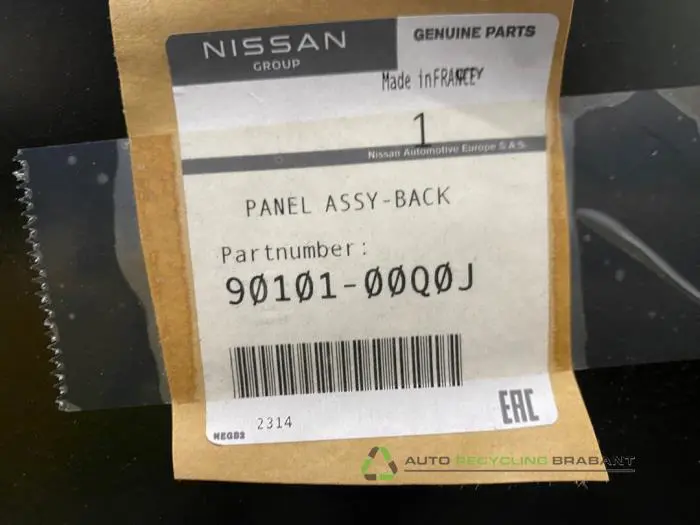 NISSAN
GROUP
GENUINE PARTS
Made in FRANCE
1
Nissan Automotive Europe S.A.S.
PANEL ASSY-BACK
Partnumber:
90101-00Q0J
2314
EAC
AUTO RECYCLING BRABANT